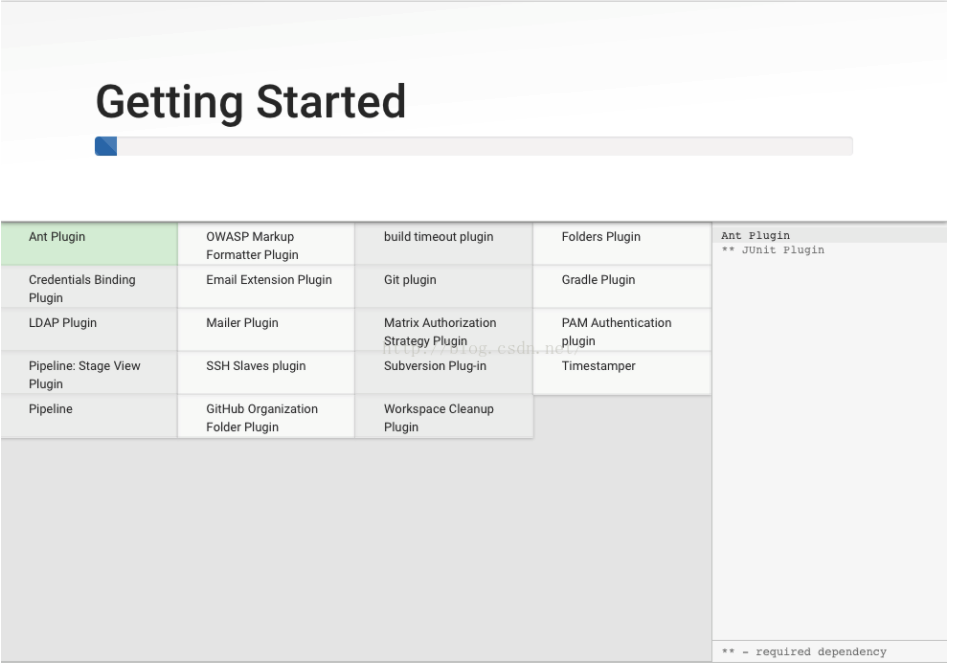 Getting Started
Ant Plugin
OWASP Markup
Formatter Plugin
build timeout plugin
Folders Plugin
Credentials Binding
Plugin
Email Extension Plugin
Git plugin
Gradle Plugin
LDAP Plugin
Mailer Plugin
Matrix Authorization
Strategy Plugin
PAM Authentication
plugin
Pipeline: Stage View
Plugin
SSH Slaves plugin
Subversion Plug-in
Timestamper
Pipeline
GitHub Organization
Folder Plugin
Workspace Cleanup
Plugin
Ant Plugin
** JUnit Plugin
** - required dependency
http://blog.csdn.net/